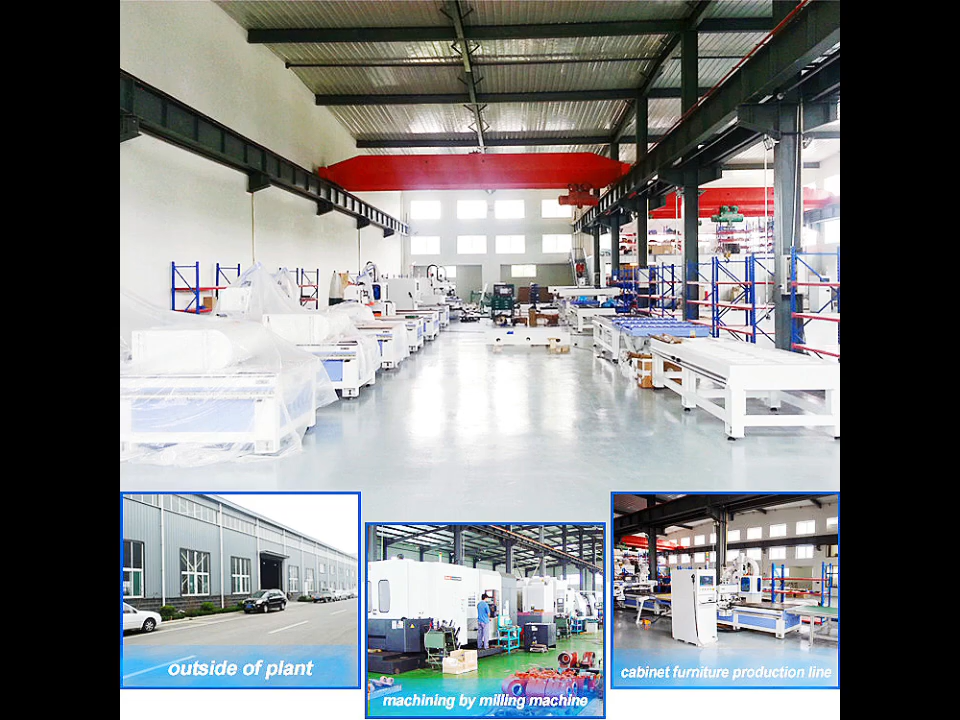 outside of plant
machining by milling machine
cabinet furniture production line